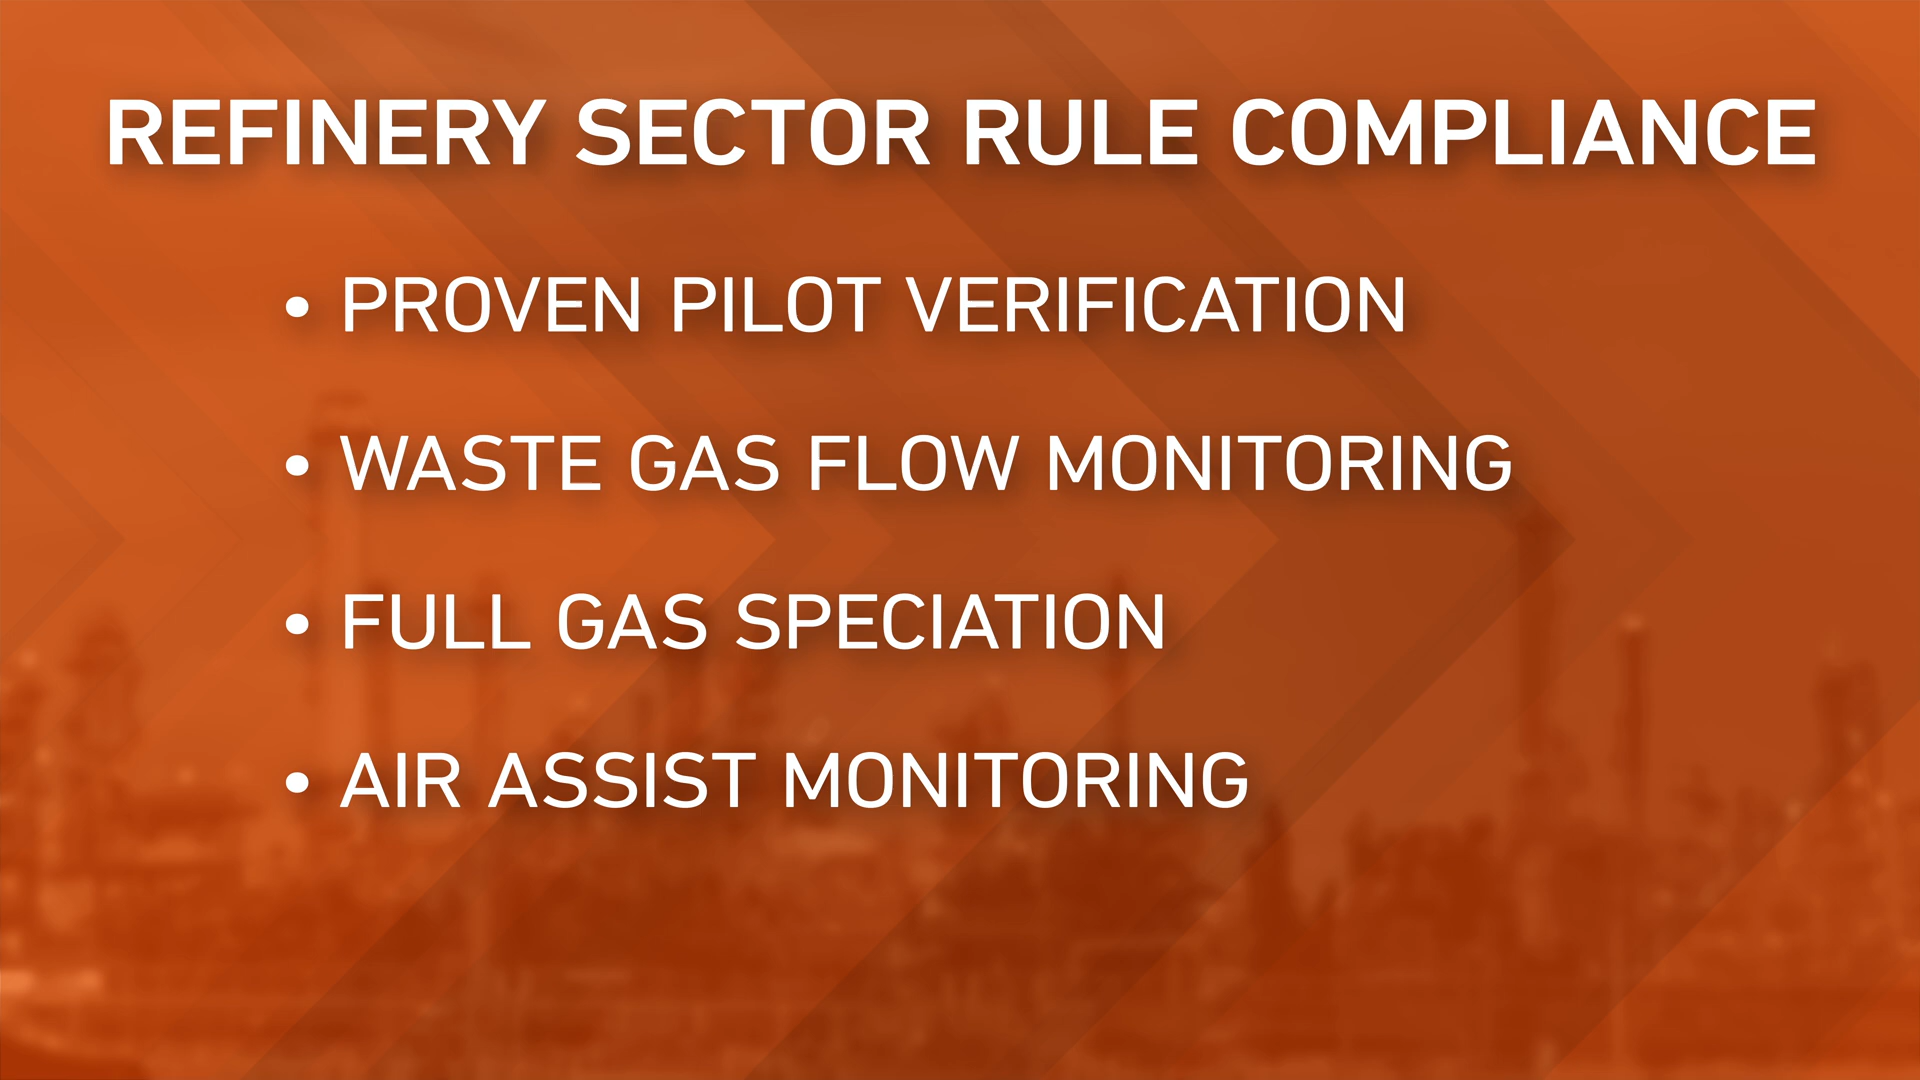 REFINERY SECTOR RULE COMPLIANCE
• PROVEN PILOT VERIFICATION
• WASTE GAS FLOW MONITORING
• FULL GAS SPECIATION
• AIR ASSIST MONITORING